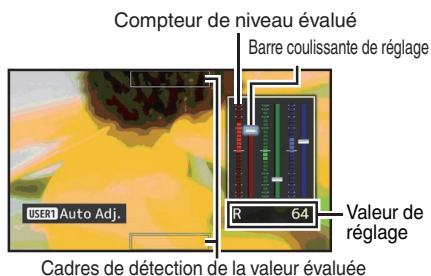 Compteur de niveau évalué
Barre coulissante de réglage
USER1 Auto Adj.
R 64
Valeur de
réglage
Cadres de détection de la valeur évaluée